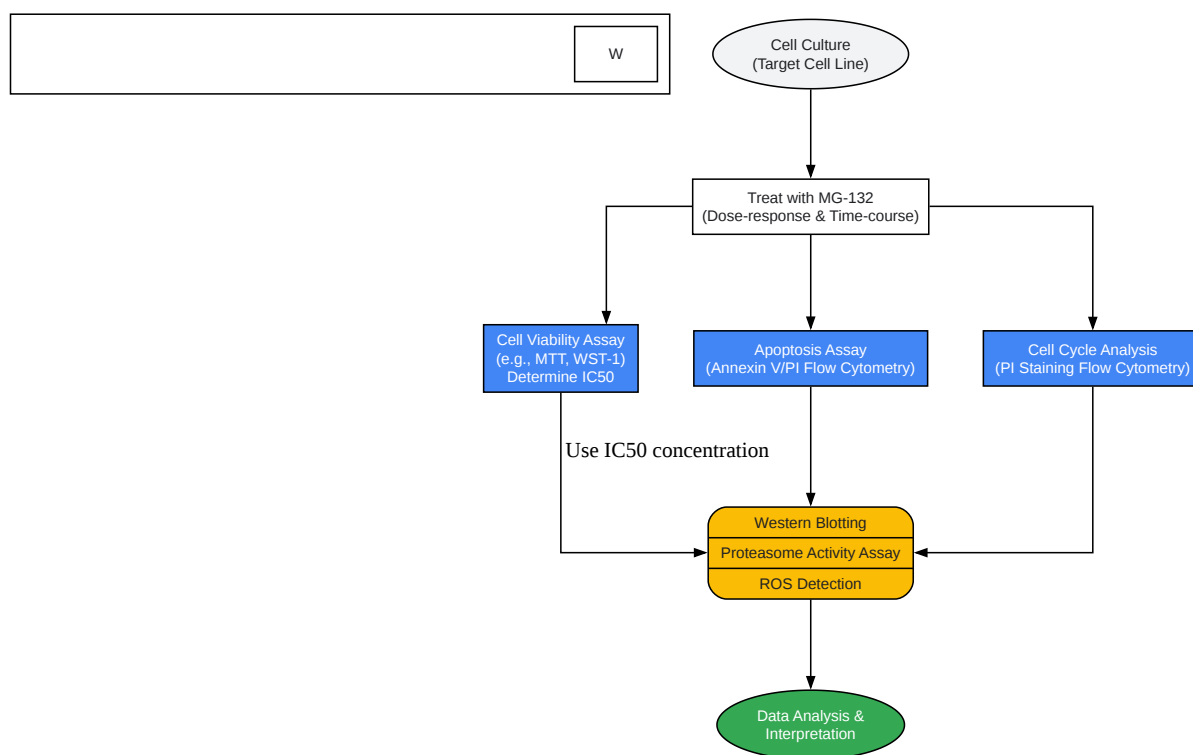 W
Cell Culture
(Target Cell Line)
Treat with MG-132
(Dose-response & Time-course)
Cell Viability Assay
(e.g., MTT, WST-1)
Determine IC50
Apoptosis Assay
(Annexin V/PI Flow Cytometry)
Cell Cycle Analysis
(PI Staining Flow Cytometry)
Use IC50 concentration
Western Blotting
Proteasome Activity Assay
ROS Detection
Data Analysis &
Interpretation